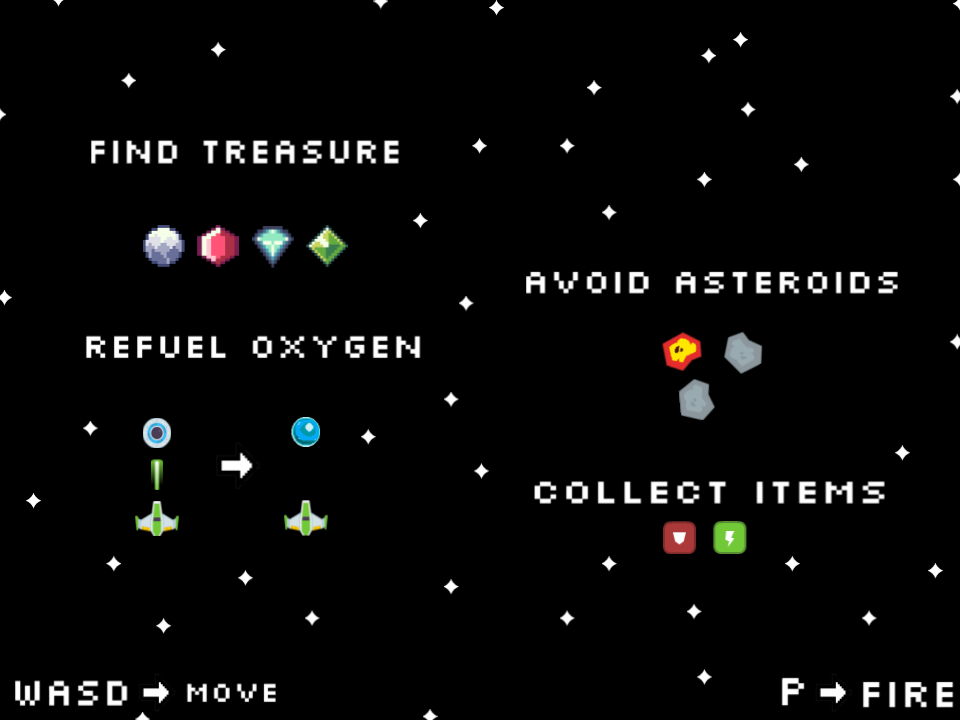 FIND TREASURE
AVOID ASTEROIDS
REFUEL OXYGEN
COLLECT ITEMS
WASD → MOVE
P → FIRE